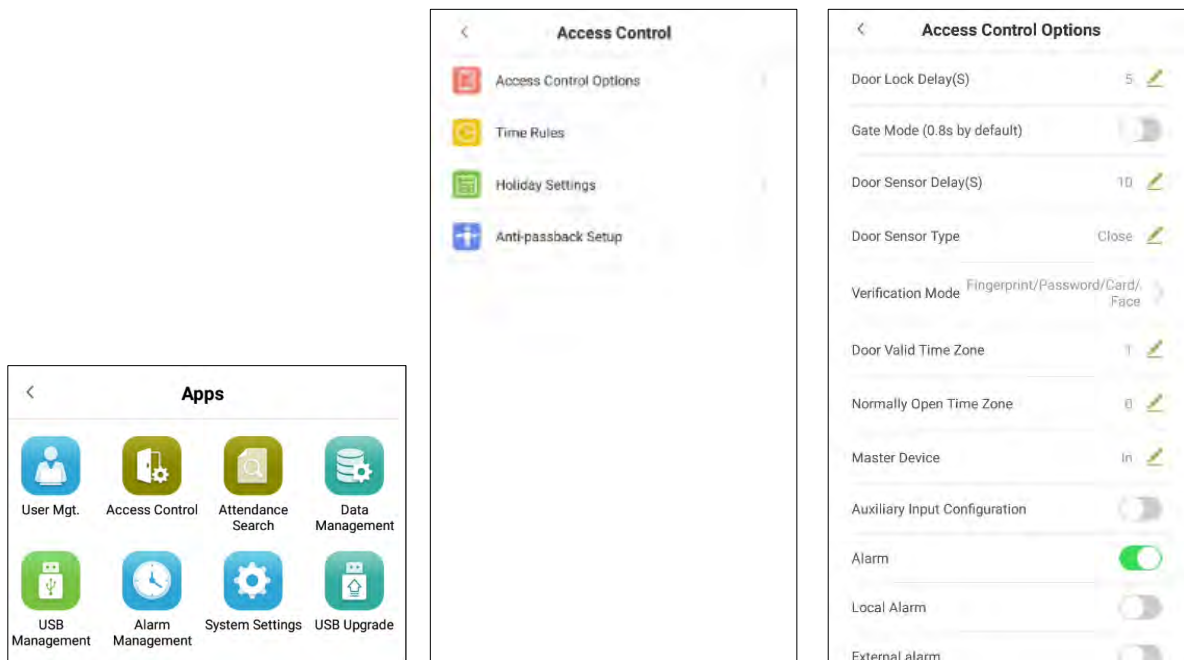 Apps
User Mgt.
Access Control
Attendance
Search
Data
Management
USB
Management
Alarm
Management
System Settings
USB Upgrade
Access Control
Access Control Options
Time Rules
Holiday Settings
Anti-passback Setup
Access Control Options
Door Lock Delay(S) 5
Gate Mode (0.8s by default)
Door Sensor Delay(S) 10
Door Sensor Type Close
Verification Mode Fingerprint/Password/Card/
Face
Door Valid Time Zone 1
Normally Open Time Zone 0
Master Device In
Auxiliary Input Configuration
Alarm
Local Alarm
External alarm